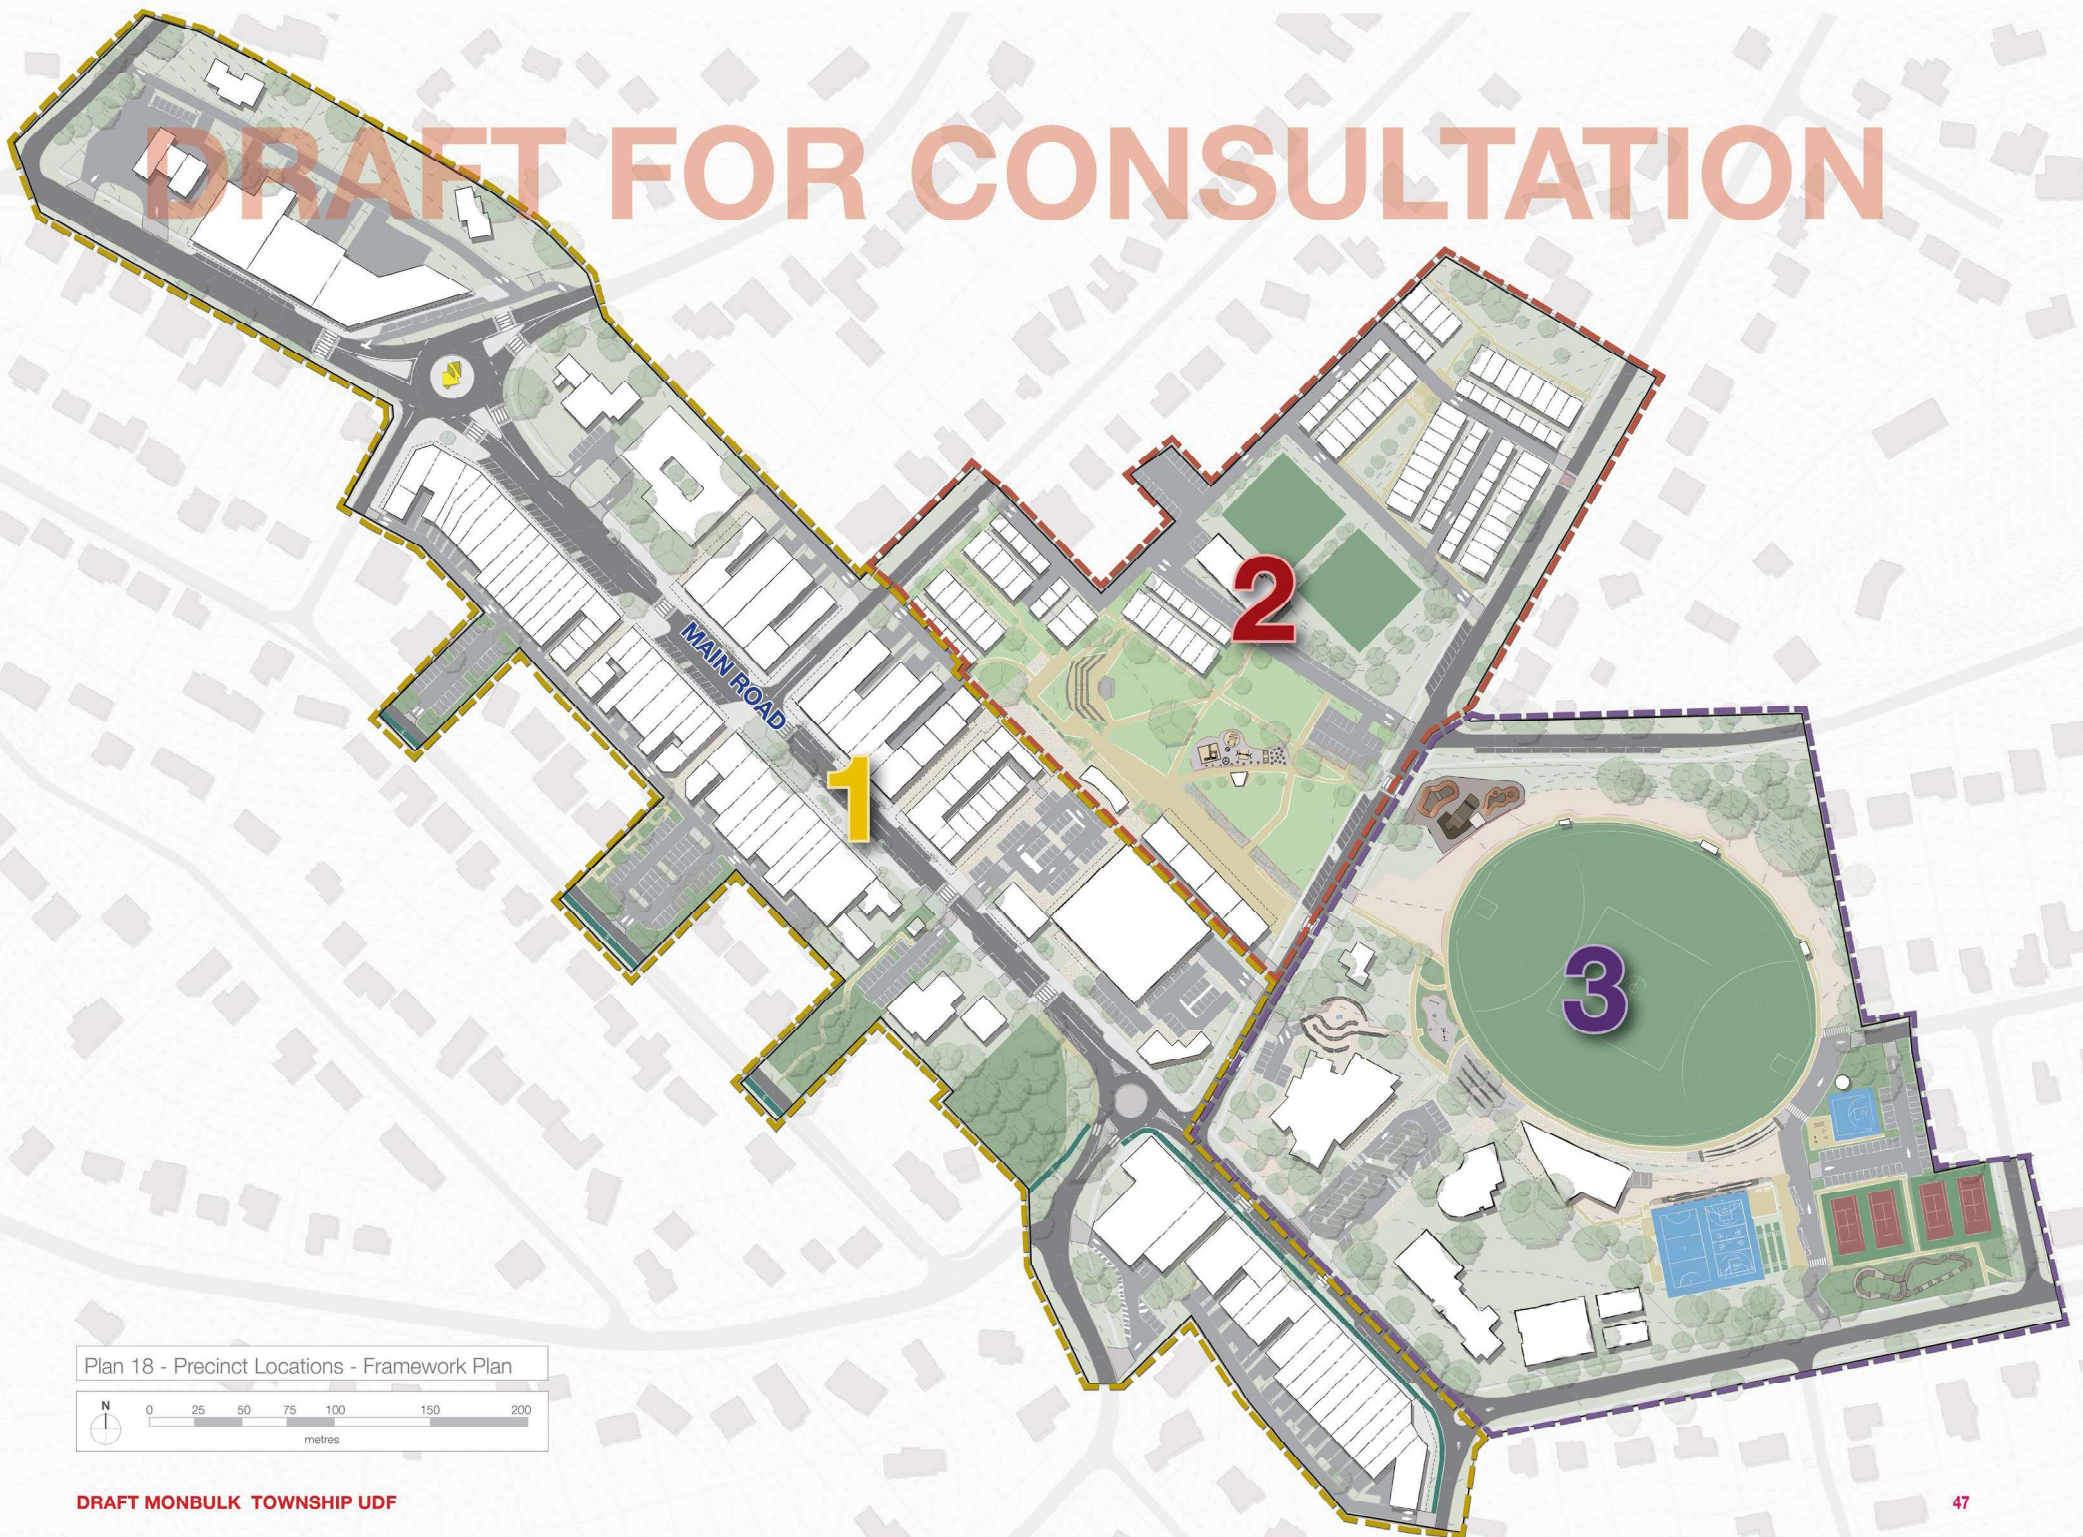 DRAFT FOR CONSULTATION
2
MAIN ROAD
1
3
Plan 18 - Precinct Locations - Framework Plan
N
0 25 50 75 100 150 200
metres
DRAFT MONBULK TOWNSHIP UDF
47